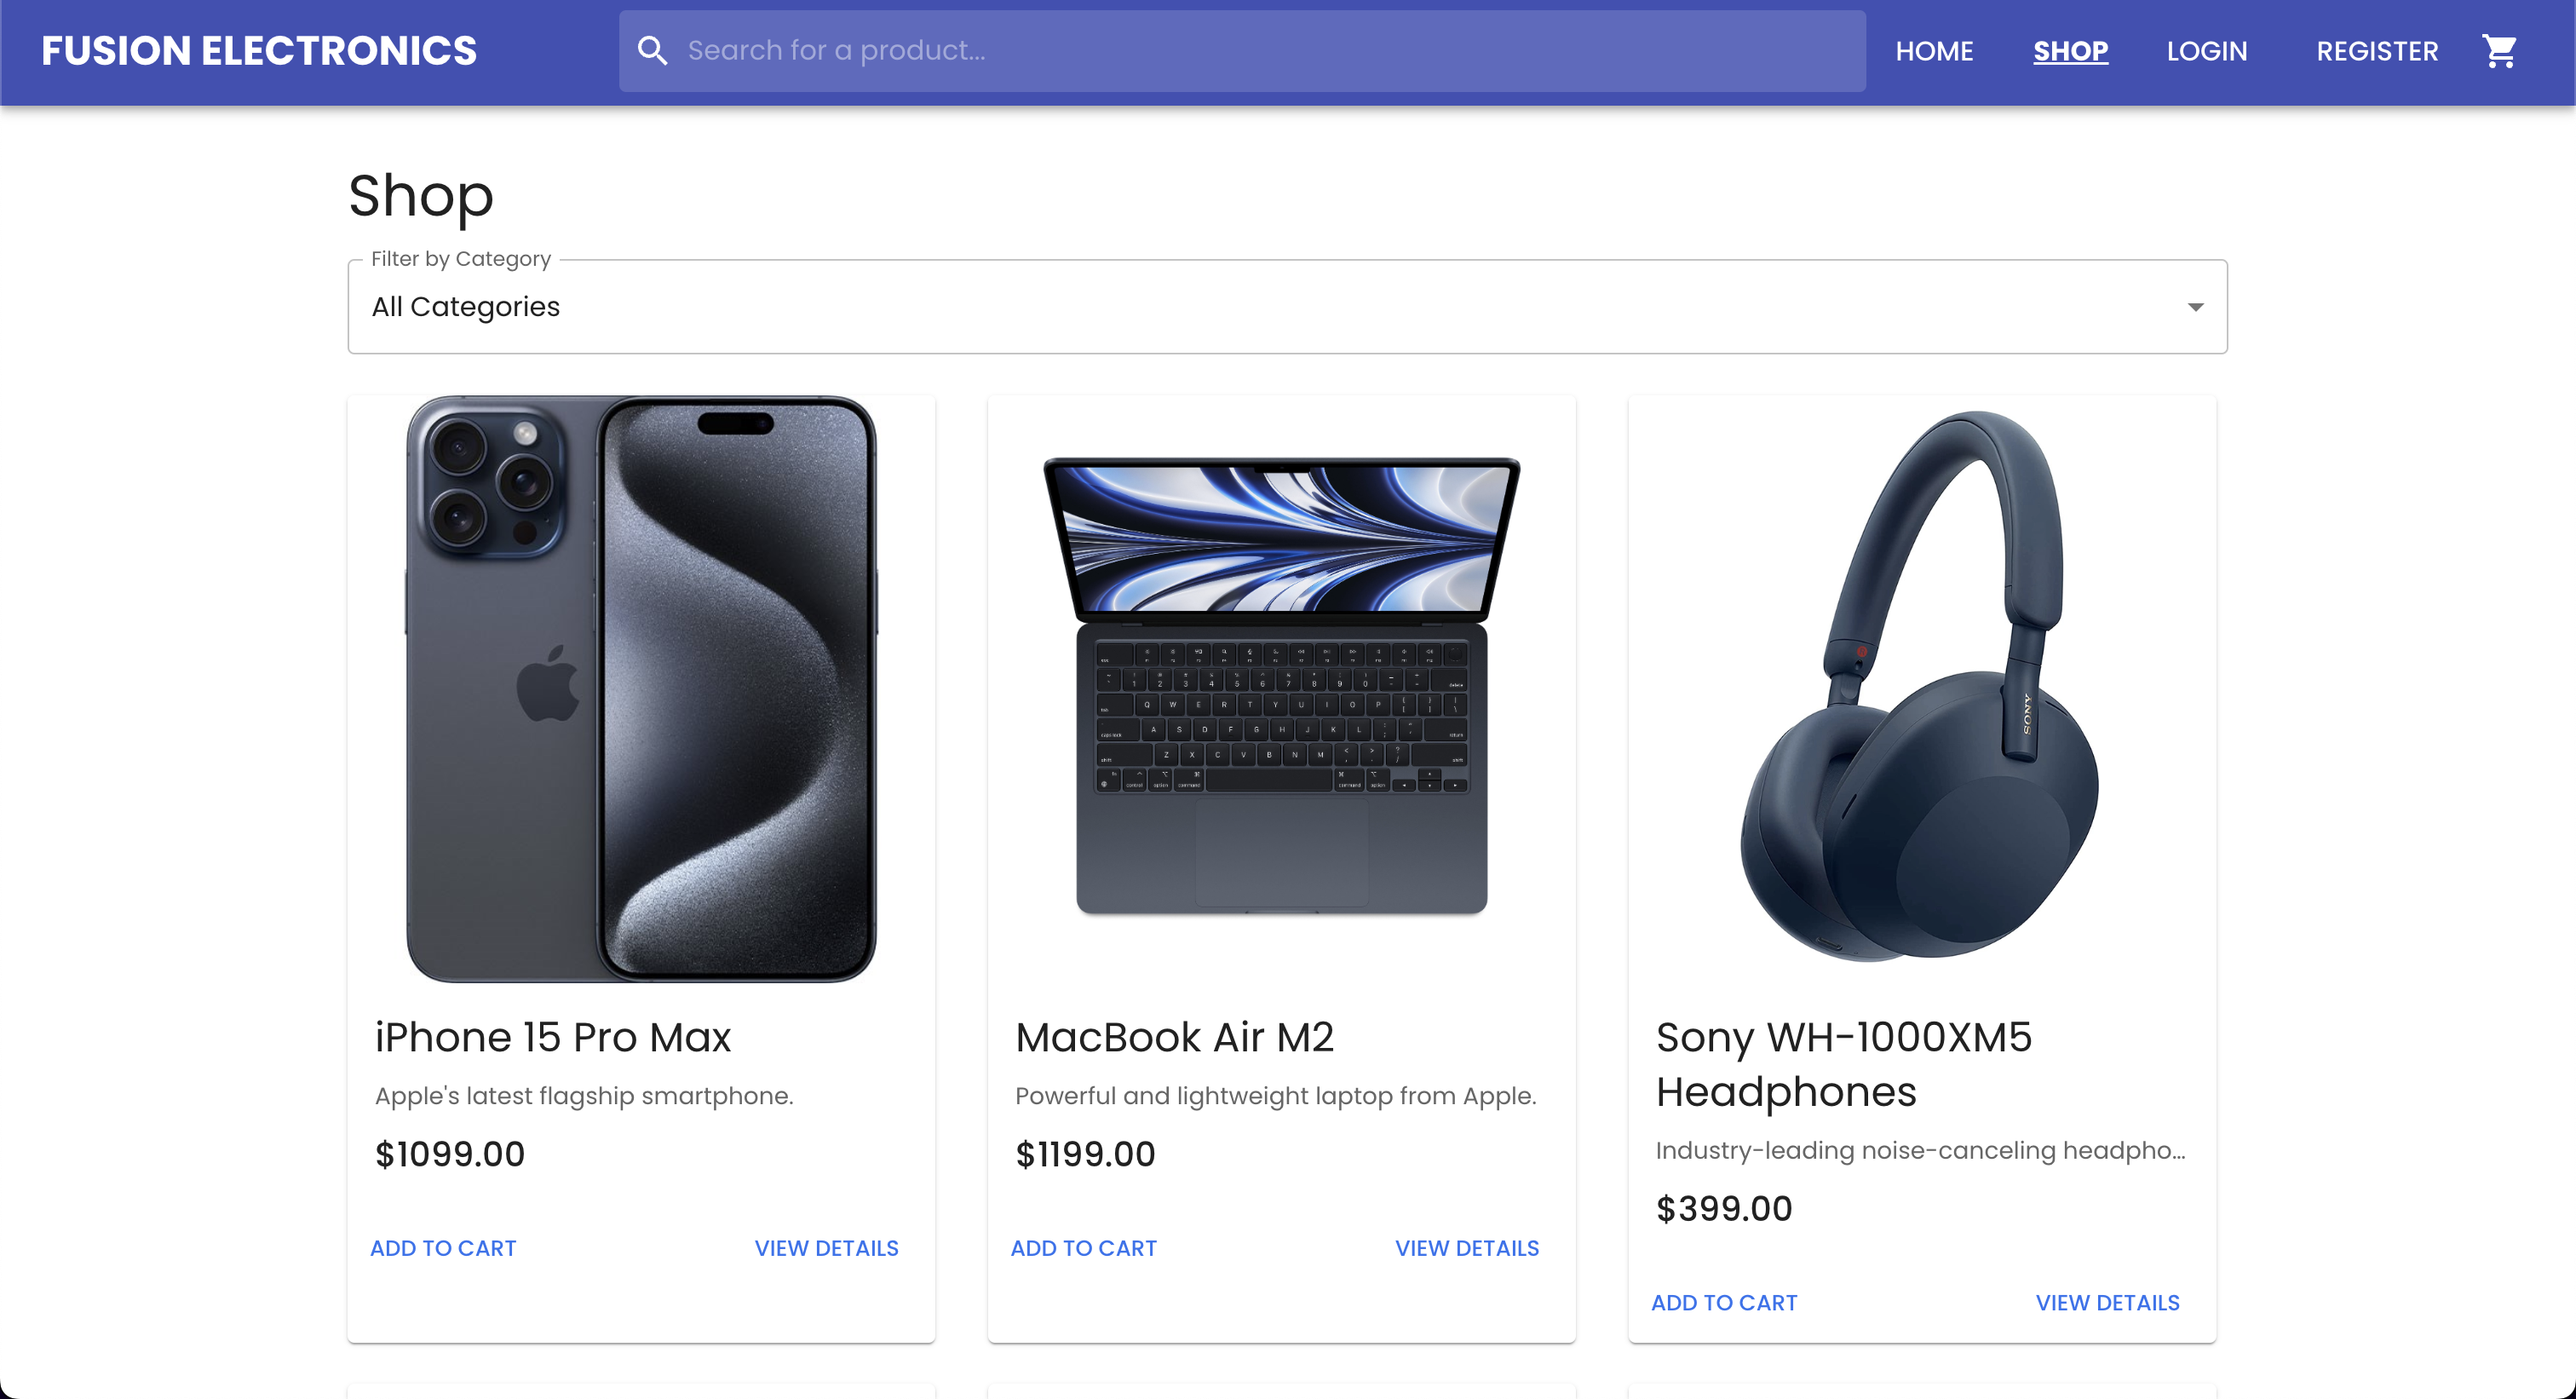 FUSION ELECTRONICS
Search for a product...
HOME
SHOP
LOGIN
REGISTER
Shop
Filter by Category
All Categories
SONY
iPhone 15 Pro Max
Apple's latest flagship smartphone.
$1099.00
ADD TO CART
VIEW DETAILS
MacBook Air M2
Powerful and lightweight laptop from Apple.
$1199.00
ADD TO CART
VIEW DETAILS
Sony WH-1000XM5
Headphones
Industry-leading noise-canceling headpho...
$399.00
ADD TO CART
VIEW DETAILS